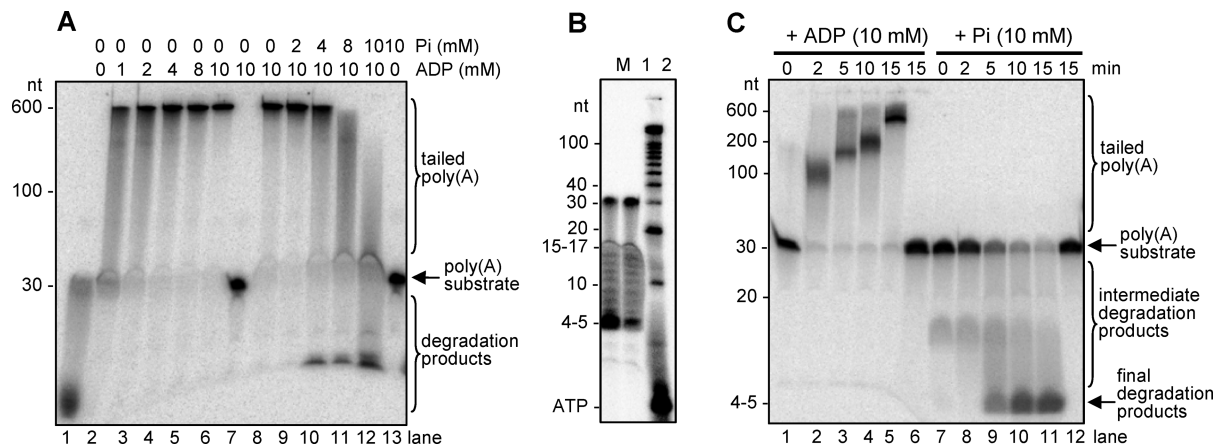 A
0 0 0 0 0 0 0 2 4 8 1010 Pi (mM)
0 1 2 4 8 10 10 10 10 10 10 0 ADP (mM)
nt
600
100
30
tailed
poly(A)
poly(A)
substrate
degradation
products
1 2 3 4 5 6 7 8 9 10 11 12 13 lane
B
M 1 2
nt
100
40
30
20
15-17
10
4-5
ATP
C
+ ADP (10 mM) + Pi (10 mM)
0 2 5 10 15 15 0 2 5 10 15 15 min
nt
600
200
100
30
20
4-5
tailed
poly(A)
poly(A)
substrate
intermediate
degradation
products
final
degradation
products
1 2 3 4 5 6 7 8 9 10 11 12 lane